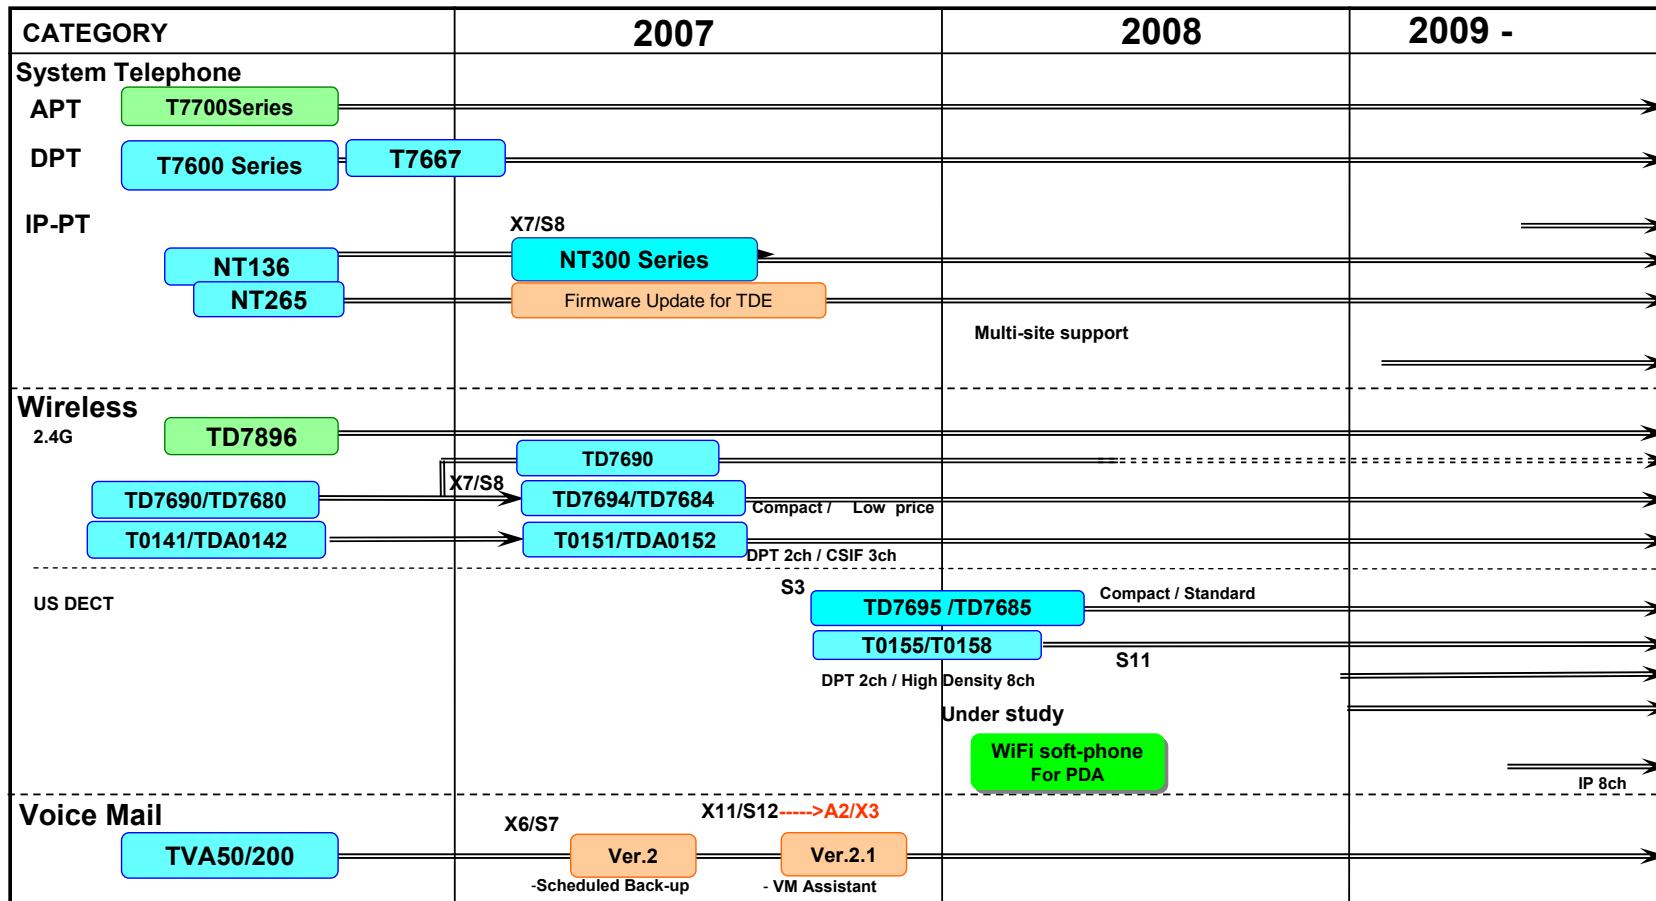 CATEGORY 2007 2008 2009 -
System Telephone
APT T7700Series
DPT T7600 Series T7667
IP-PT X7/S8
NT136 NT300 Series
NT265 Firmware Update for TDE
Multi-site support
Wireless
2.4G TD7896
TD7690
X7/S8
TD7690/TD7680 TD7694/TD7684 Compact / Low price
T0141/TDA0142 T0151/TDA0152
DPT 2ch / CSIF 3ch
US DECT S3 TD7695 /TD7685 Compact / Standard
T0155/T0158 S11
DPT 2ch / High Density 8ch
Under study
WiFi soft-phone
For PDA
IP 8ch
Voice Mail X6/S7 X11/S12----->A2/X3
TVA50/200 Ver.2 Ver.2.1
-Scheduled Back-up - VM Assistant